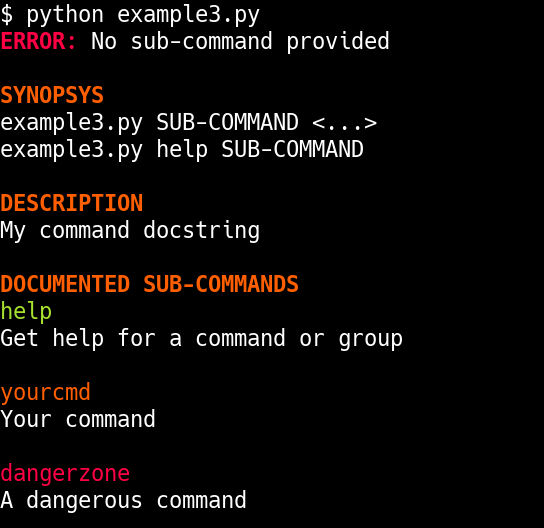 $ python example3.py
ERROR: No sub-command provided
SYNOPSYS
example3.py SUB-COMMAND <...>
example3.py help SUB-COMMAND
DESCRIPTION
My command docstring
DOCUMENTED SUB-COMMANDS
help
Get help for a command or group
yourcmd
Your command
dangerzone
A dangerous command